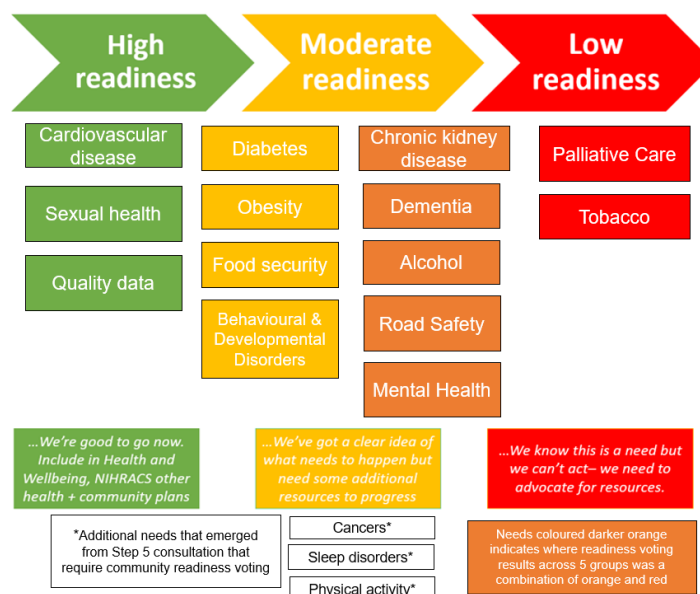 High
readiness
Moderate
readiness
Low
readiness
Cardiovascular
disease
Sexual health
Quality data
Diabetes
Obesity
Food security
Behavioural &
Developmental
Disorders
Chronic kidney
disease
Dementia
Alcohol
Road Safety
Mental Health
Palliative Care
Tobacco
...We're good to go now.
Include in Health and
Wellbeing, NIHRACS other
health + community plans
...We've got a clear idea of
what needs to happen but
need some additional
resources to progress
...We know this is a need but
we can't act– we need to
advocate for resources.
*Additional needs that emerged
from Step 5 consultation that
require community readiness voting
Cancers*
Sleep disorders*
Physical activity*
Needs coloured darker orange
indicates where readiness voting
results across 5 groups was a
combination of orange and red